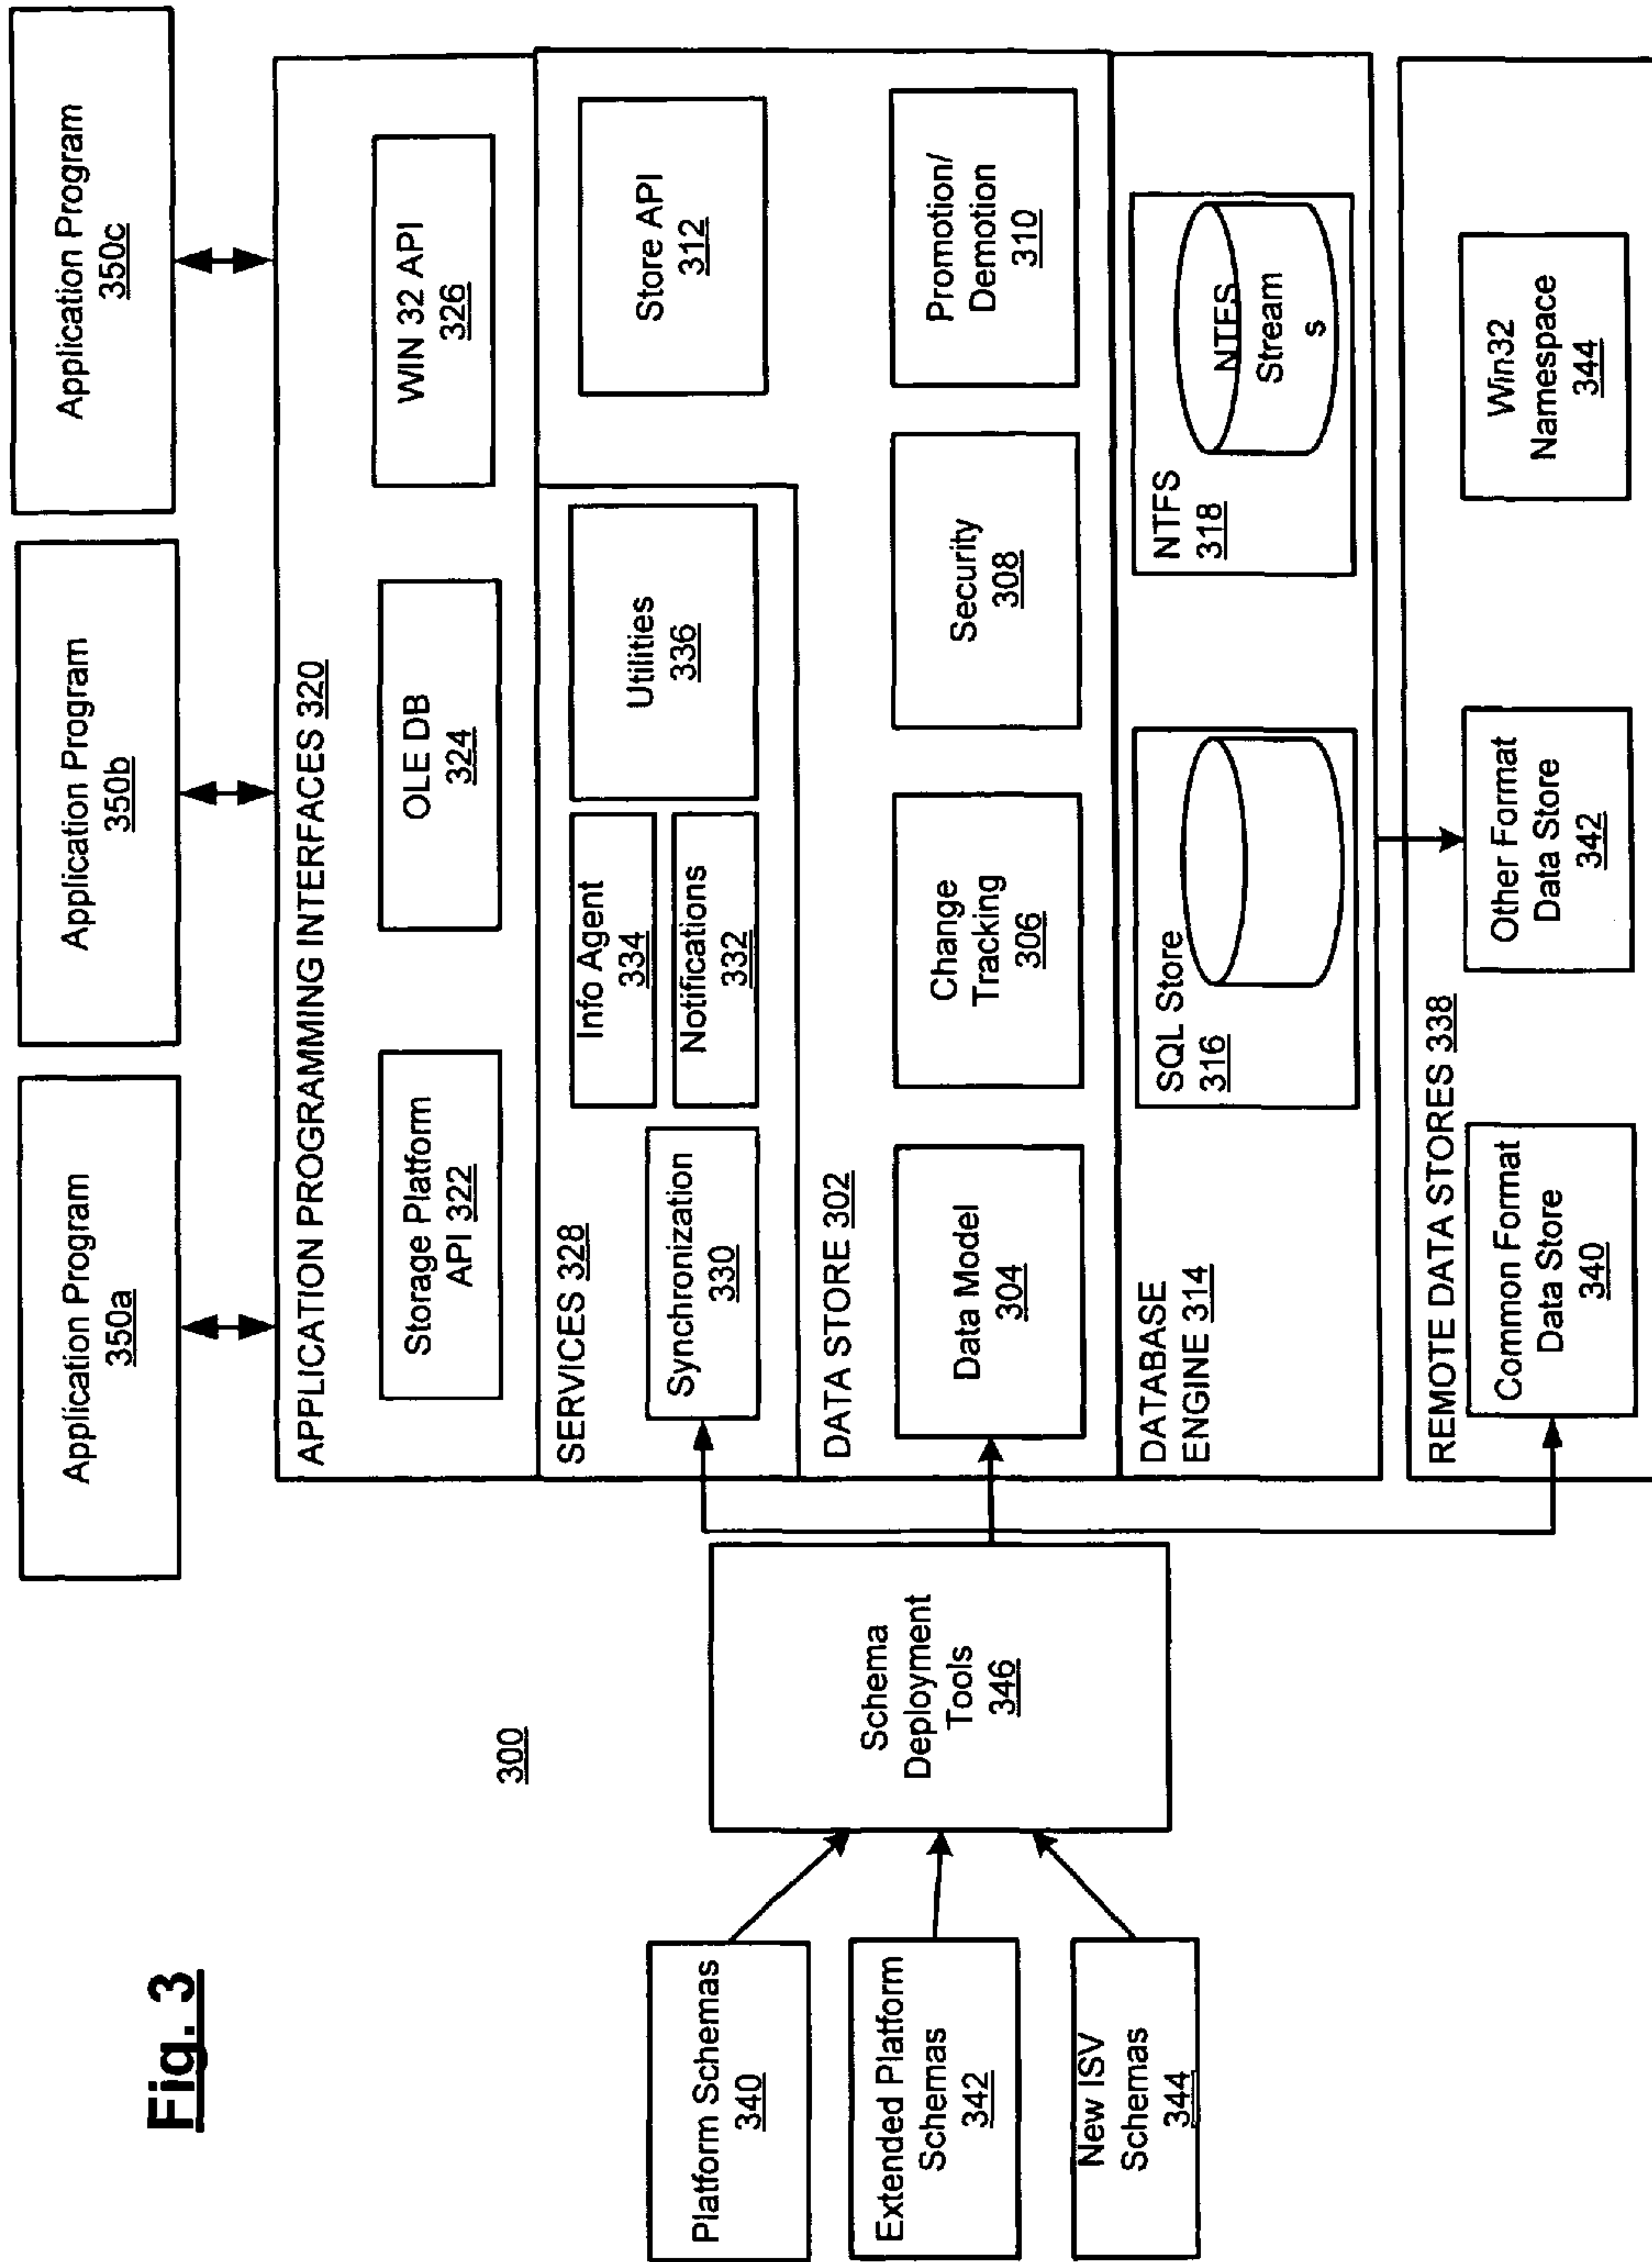 Fig. 3
300
Application Program
350a
Application Program
350b
Application Program
350c
APPLICATION PROGRAMMING INTERFACES 320
Storage Platform
API 322
OLE DB
324
WIN 32 API
326
SERVICES 328
Synchronization
330
Info Agent
334
Notifications
332
Utilities
336
Store API
312
DATA STORE 302
Data Model
304
Change
Tracking
306
Security
308
Promotion/
Demotion
310
DATABASE
ENGINE 314
SQL Store
316
NTFS
318
NTFS
Stream
s
REMOTE DATA STORES 338
Common Format
Data Store
340
Other Format
Data Store
342
Win32
Namespace
344
Schema
Deployment
Tools
346
Platform Schemas
340
Extended Platform
Schemas
342
New ISV
Schemas
344